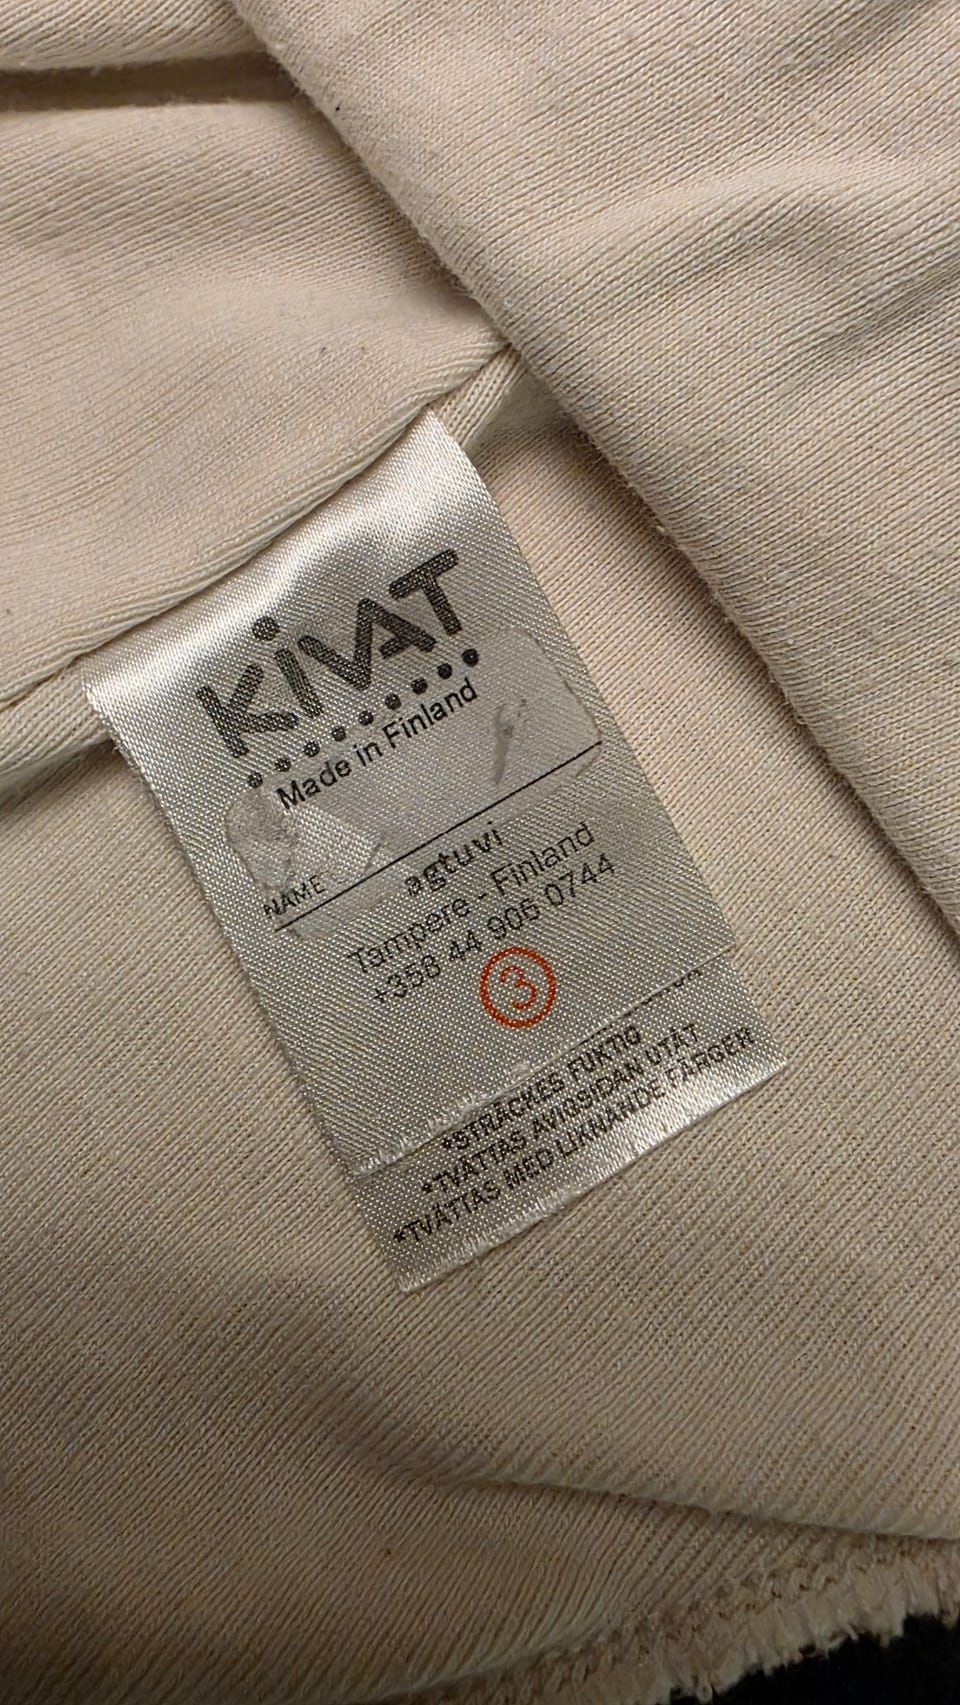 KiVAT
Made in Finland
NAME
agtuvi
Tampere - Finland
+358 44 906 0744
3
*STRÄCKES FUKTIG
*TVÄTTAS AVIGSIDAN UTÅT
*TVÄTTAS MED LIKNANDE FÄRGER